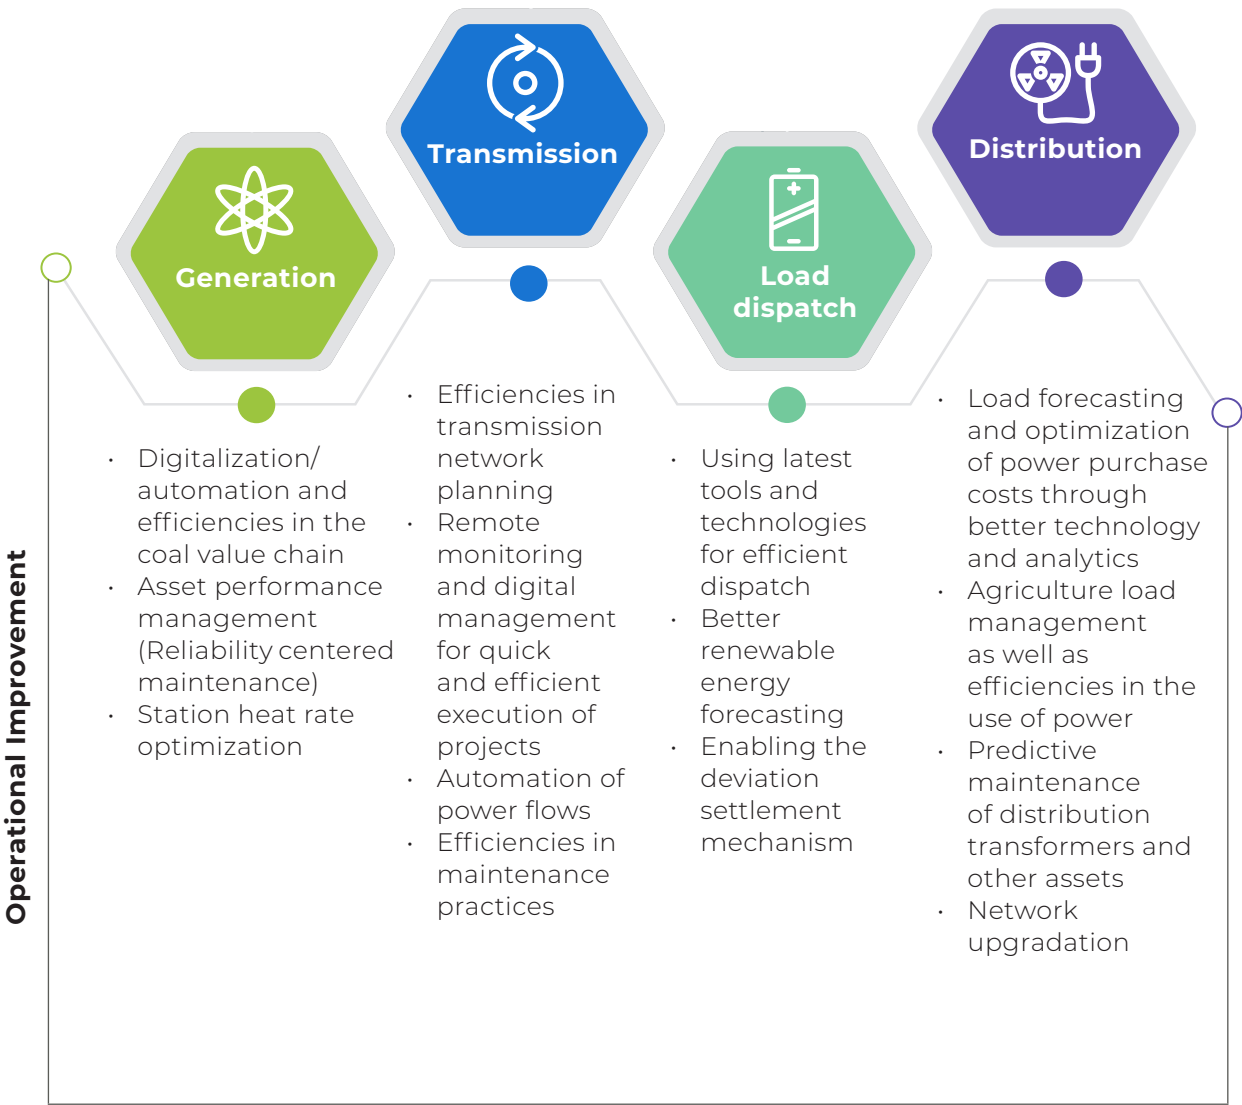 Operational Improvement
Generation
Digitalization/
automation and
efficiencies in the
coal value chain
Asset performance
management
(Reliability centered
maintenance)
Station heat rate
optimization
Transmission
Efficiencies in
transmission
network
planning
Remote
monitoring
and digital
management
for quick
and efficient
execution of
projects
Automation of
power flows
Efficiencies in
maintenance
practices
Load
dispatch
Using latest
tools and
technologies
for efficient
dispatch
Better
renewable
energy
forecasting
Enabling the
deviation
settlement
mechanism
Distribution
Load forecasting
and optimization
of power purchase
costs through
better technology
and analytics
Agriculture load
management
as well as
efficiencies in the
use of power
Predictive
maintenance
of distribution
transformers and
other assets
Network
upgradation